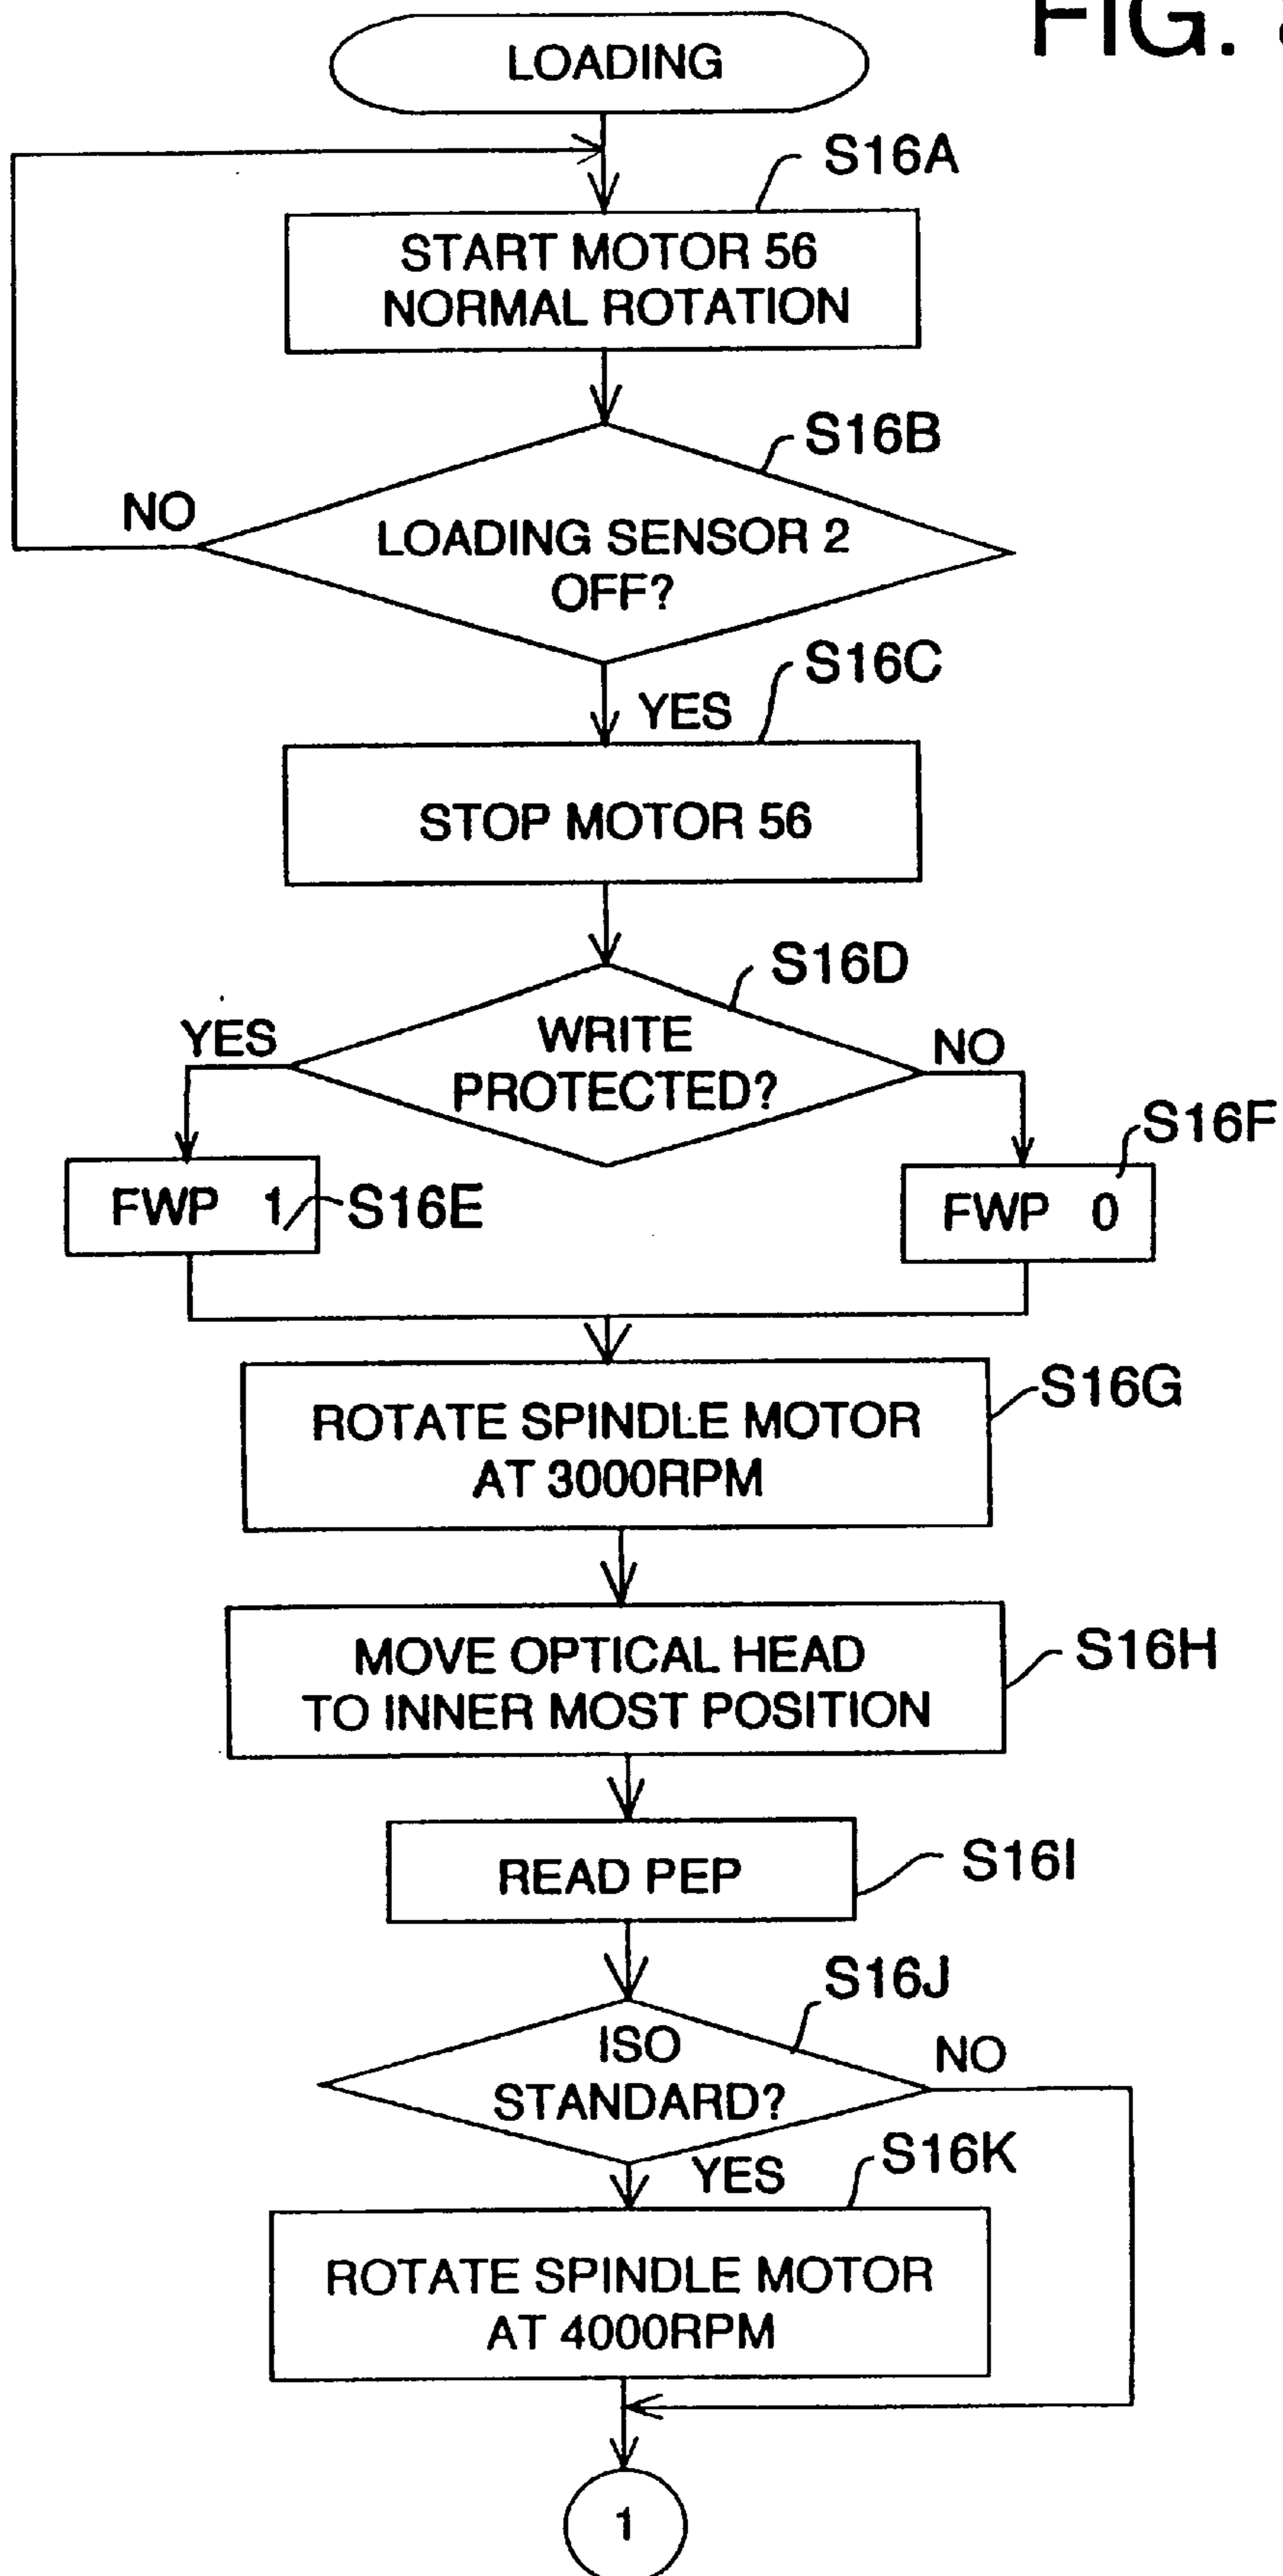 FIG.
LOADING
S16A
START MOTOR 56
NORMAL ROTATION
S16B
NO
LOADING SENSOR 2
OFF?
S16C
YES
STOP MOTOR 56
S16D
YES
WRITE
PROTECTED?
NO
S16F
FWP 1
S16E
FWP 0
S16G
ROTATE SPINDLE MOTOR
AT 3000RPM
MOVE OPTICAL HEAD
TO INNER MOST POSITION
S16H
READ PEP
S16I
S16J
ISO
STANDARD?
NO
YES
S16K
ROTATE SPINDLE MOTOR
AT 4000RPM
1